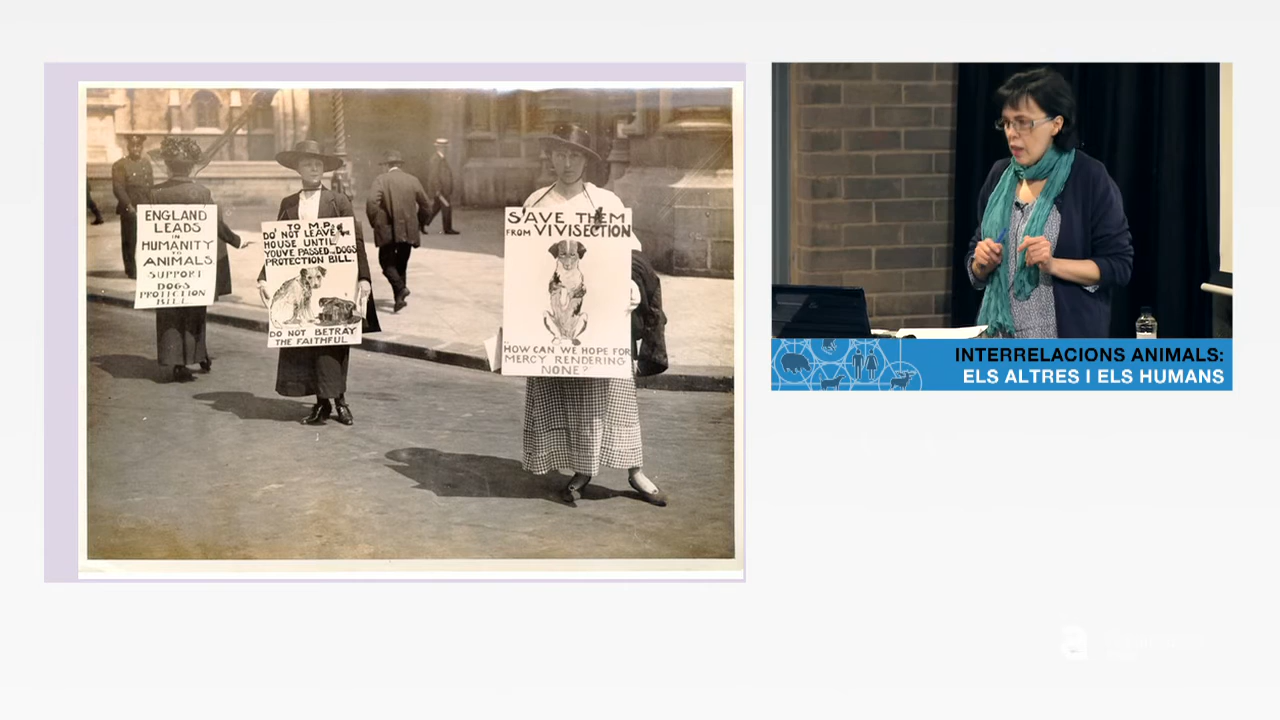 ENGLAND
LEADS
IN
HUMANITY
TO
ANIMALS
SUPPORT
DOGS
PROTECTION
BILL.
TO M.P.s
DO NOT LEAVE
HOUSE UNTIL
YOU'VE PASSED DOGS
PROTECTION BILL.
DO NOT BETRAY
THE FAITHFUL
SAVE THEM
FROM VIVISECTION
HOW CAN WE HOPE FOR
MERCY RENDERING
NONE?
INTERRELACIONS ANIMALS:
ELS ALTRES I ELS HUMANS